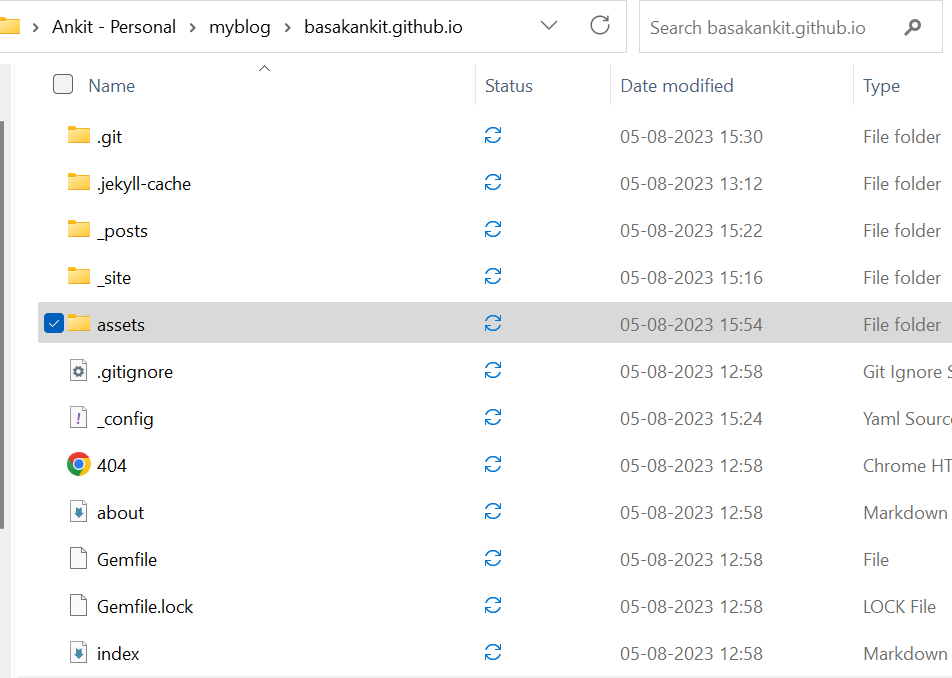 Ankit - Personal > myblog > basakankit.github.io Search basakankit.github.io
Name Status Date modified Type
.git 05-08-2023 15:30 File folder
.jekyll-cache 05-08-2023 13:12 File folder
_posts 05-08-2023 15:22 File folder
_site 05-08-2023 15:16 File folder
assets 05-08-2023 15:54 File folder
.gitignore 05-08-2023 12:58 Git Ignore S
_config 05-08-2023 15:24 Yaml Sourc
404 05-08-2023 12:58 Chrome HT
about 05-08-2023 12:58 Markdown
Gemfile 05-08-2023 12:58 File
Gemfile.lock 05-08-2023 12:58 LOCK File
index 05-08-2023 12:58 Markdown